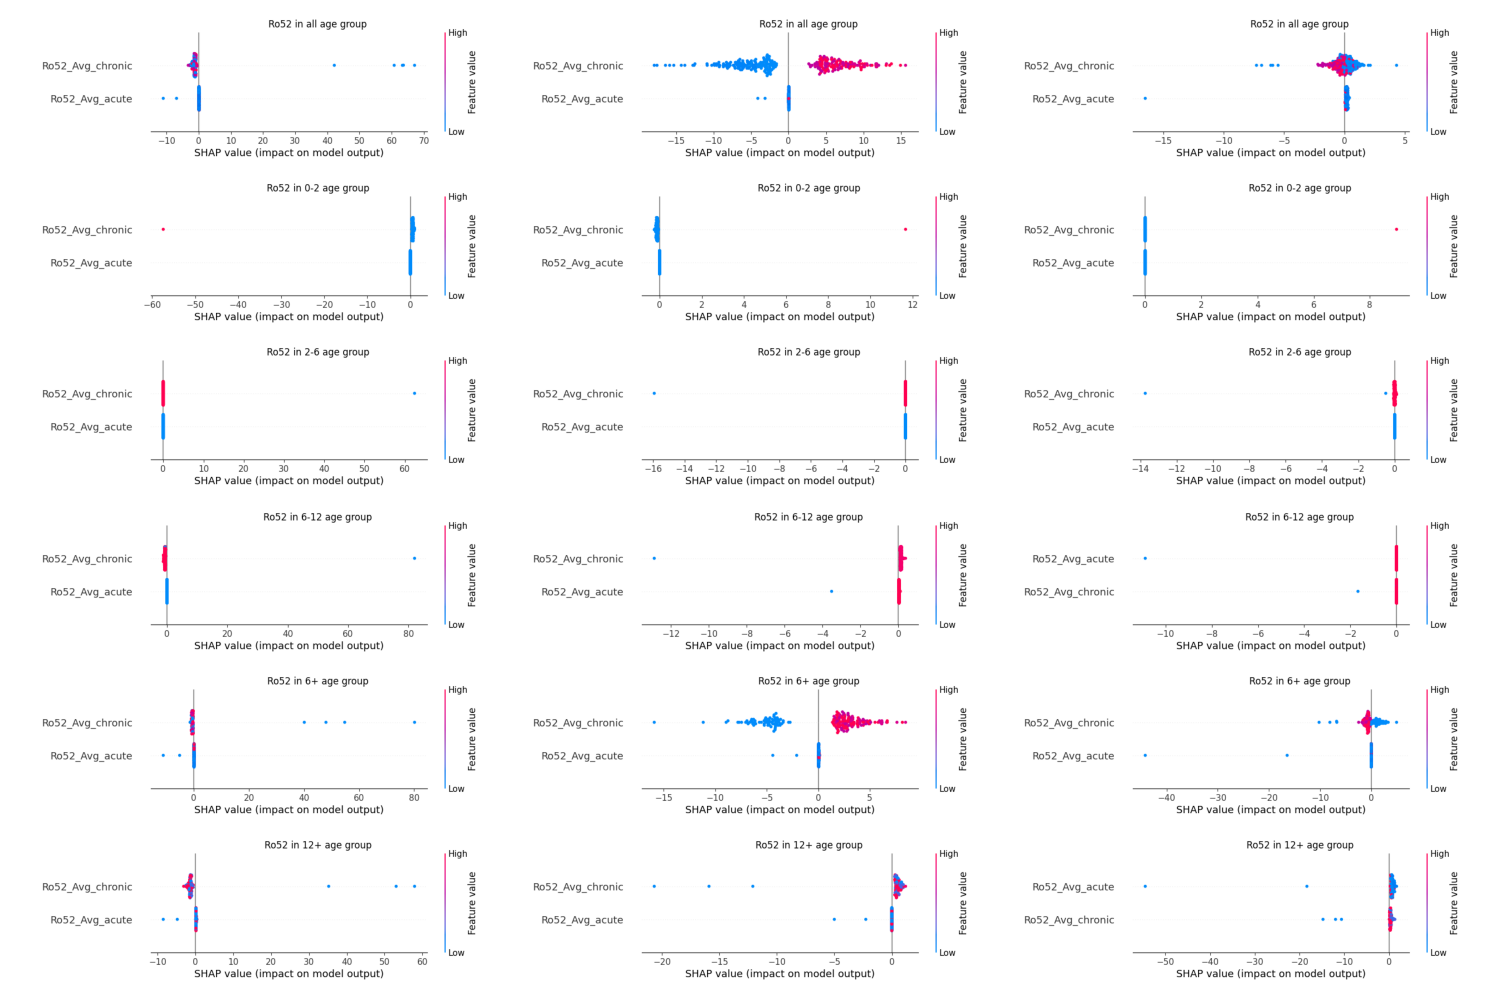 Ro52 in all age group
High
Ro52_Avg_chronic
Ro52_Avg_acute
Feature value
Low
−10 0 10 20 30 40 50 60 70
SHAP value (impact on model output)
Ro52 in all age group
High
Ro52_Avg_chronic
Ro52_Avg_acute
Feature value
Low
−15 −10 −5 0 5 10 15
SHAP value (impact on model output)
Ro52 in all age group
High
Ro52_Avg_chronic
Ro52_Avg_acute
Feature value
Low
−15 −10 −5 0 5
SHAP value (impact on model output)
Ro52 in 0-2 age group
High
Ro52_Avg_chronic
Ro52_Avg_acute
Feature value
Low
−60 −50 −40 −30 −20 −10 0
SHAP value (impact on model output)
Ro52 in 0-2 age group
High
Ro52_Avg_chronic
Ro52_Avg_acute
Feature value
Low
0 2 4 6 8 10 12
SHAP value (impact on model output)
Ro52 in 0-2 age group
High
Ro52_Avg_chronic
Ro52_Avg_acute
Feature value
Low
0 2 4 6 8
SHAP value (impact on model output)
Ro52 in 2-6 age group
High
Ro52_Avg_chronic
Ro52_Avg_acute
Feature value
Low
0 10 20 30 40 50 60
SHAP value (impact on model output)
Ro52 in 2-6 age group
High
Ro52_Avg_chronic
Ro52_Avg_acute
Feature value
Low
−16 −14 −12 −10 −8 −6 −4 −2 0
SHAP value (impact on model output)
Ro52 in 2-6 age group
High
Ro52_Avg_chronic
Ro52_Avg_acute
Feature value
Low
−14 −12 −10 −8 −6 −4 −2 0
SHAP value (impact on model output)
Ro52 in 6-12 age group
High
Ro52_Avg_chronic
Ro52_Avg_acute
Feature value
Low
0 20 40 60 80
SHAP value (impact on model output)
Ro52 in 6-12 age group
High
Ro52_Avg_chronic
Ro52_Avg_acute
Feature value
Low
−12 −10 −8 −6 −4 −2 0
SHAP value (impact on model output)
Ro52 in 6-12 age group
High
Ro52_Avg_acute
Ro52_Avg_chronic
Feature value
Low
−10 −8 −6 −4 −2 0
SHAP value (impact on model output)
Ro52 in 6+ age group
High
Ro52_Avg_chronic
Ro52_Avg_acute
Feature value
Low
0 20 40 60 80
SHAP value (impact on model output)
Ro52 in 6+ age group
High
Ro52_Avg_chronic
Ro52_Avg_acute
Feature value
Low
−15 −10 −5 0 5
SHAP value (impact on model output)
Ro52 in 6+ age group
High
Ro52_Avg_chronic
Ro52_Avg_acute
Feature value
Low
−40 −30 −20 −10 0
SHAP value (impact on model output)
Ro52 in 12+ age group
High
Ro52_Avg_chronic
Ro52_Avg_acute
Feature value
Low
−10 0 10 20 30 40 50 60
SHAP value (impact on model output)
Ro52 in 12+ age group
High
Ro52_Avg_chronic
Ro52_Avg_acute
Feature value
Low
−20 −15 −10 −5 0
SHAP value (impact on model output)
Ro52 in 12+ age group
High
Ro52_Avg_acute
Ro52_Avg_chronic
Feature value
Low
−50 −40 −30 −20 −10 0
SHAP value (impact on model output)